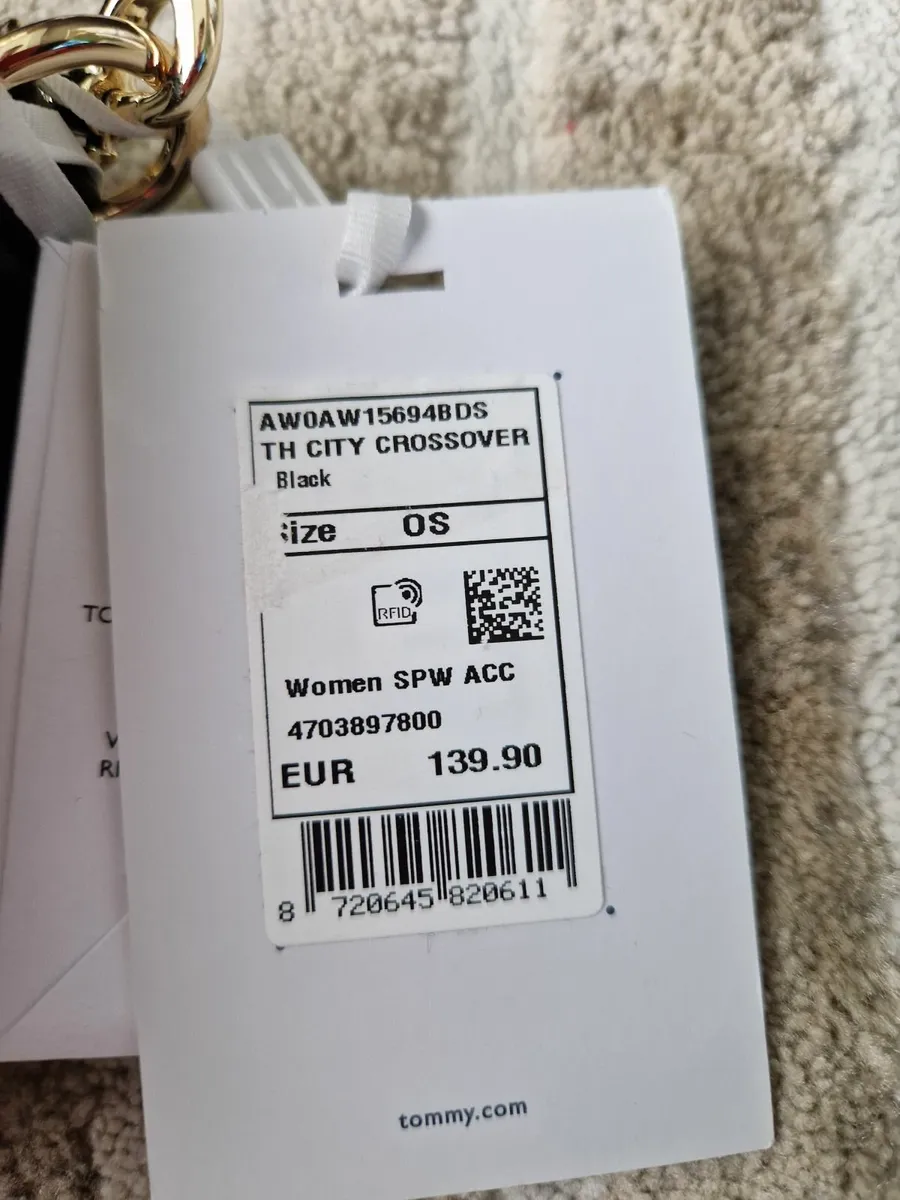 AW0AW15694BDS
TH CITY CROSSOVER
Black
Size OS
RFID
Women SPW ACC
4703897800
EUR 139.90
8 720645 820611
tommy.com